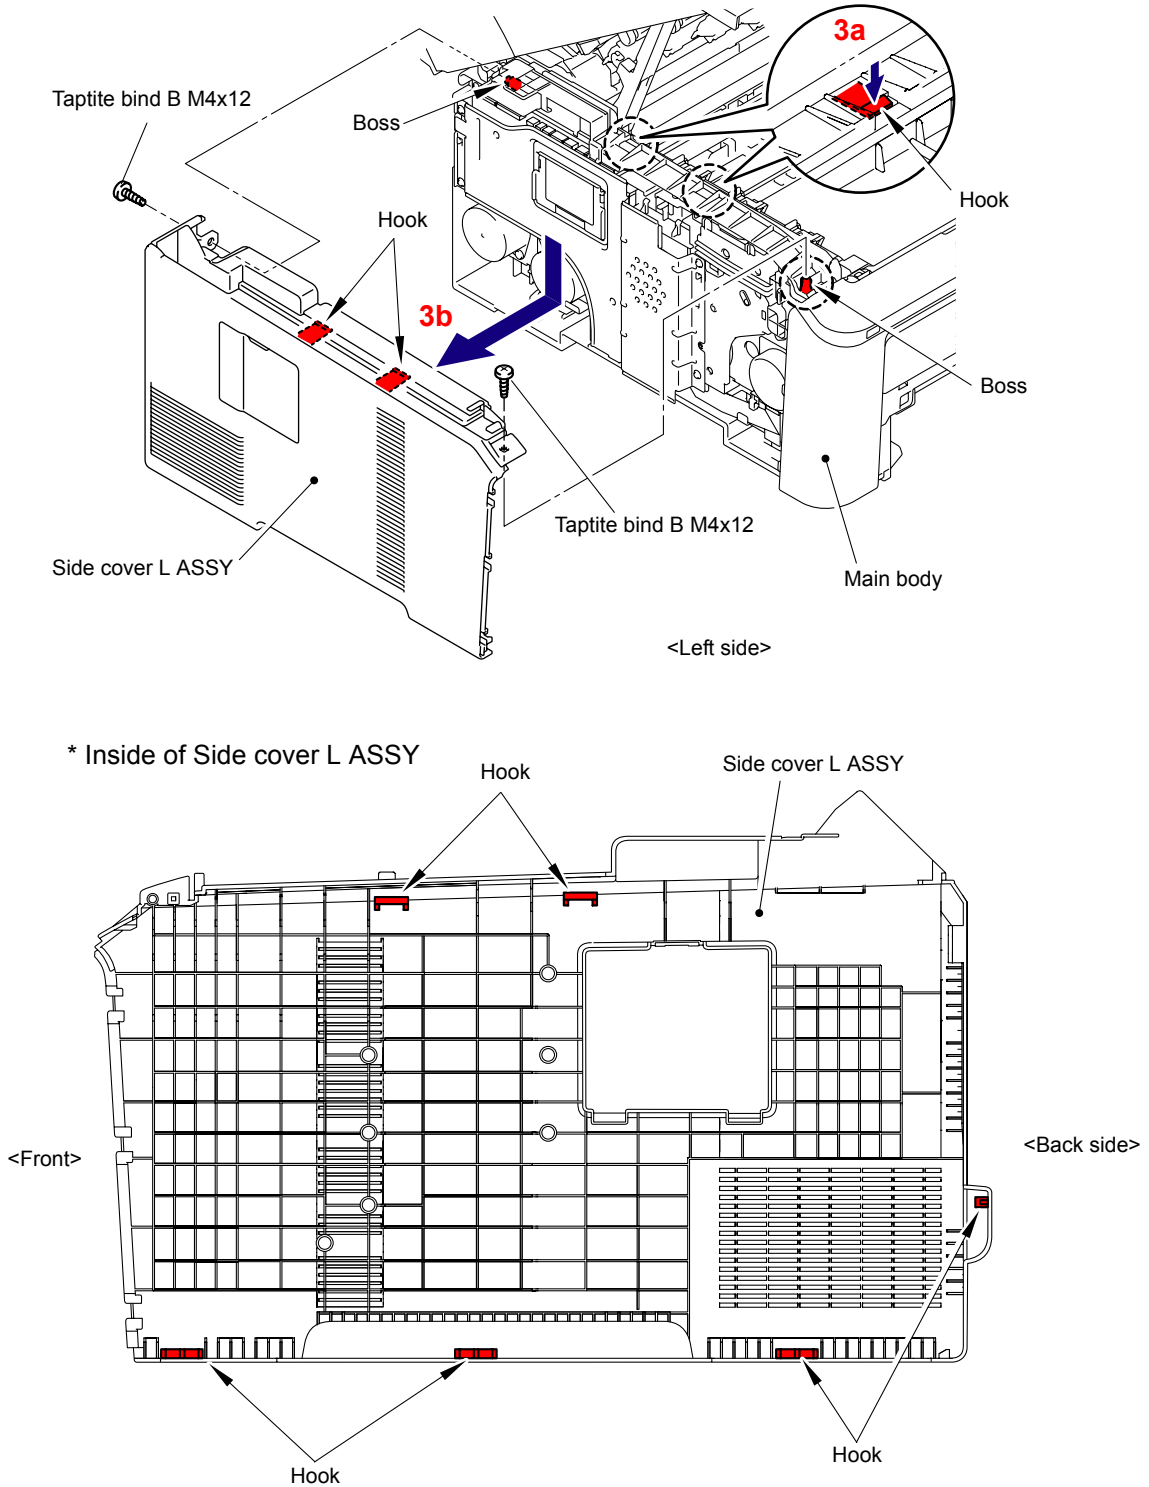 3a
Taptite bind B M4x12
Boss
Hook
Hook
3b
Boss
Taptite bind B M4x12
Side cover L ASSY
Main body
<Left side>
* Inside of Side cover L ASSY
Hook
Side cover L ASSY
<Front>
<Back side>
Hook
Hook